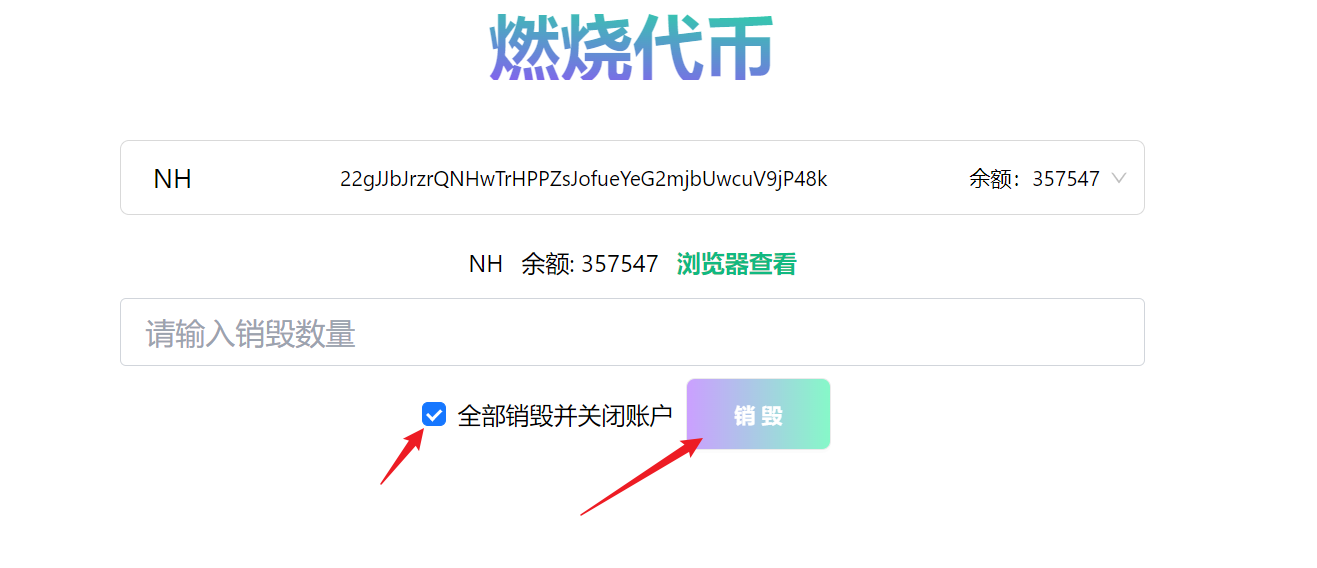 燃烧代币
NH 22gJJbJrzrQNHwTrHPPZsJofueYeG2mjbUwcuV9jP48k 余额：357547
NH 余额: 357547 浏览器查看
请输入销毁数量
全部销毁并关闭账户 销 毁